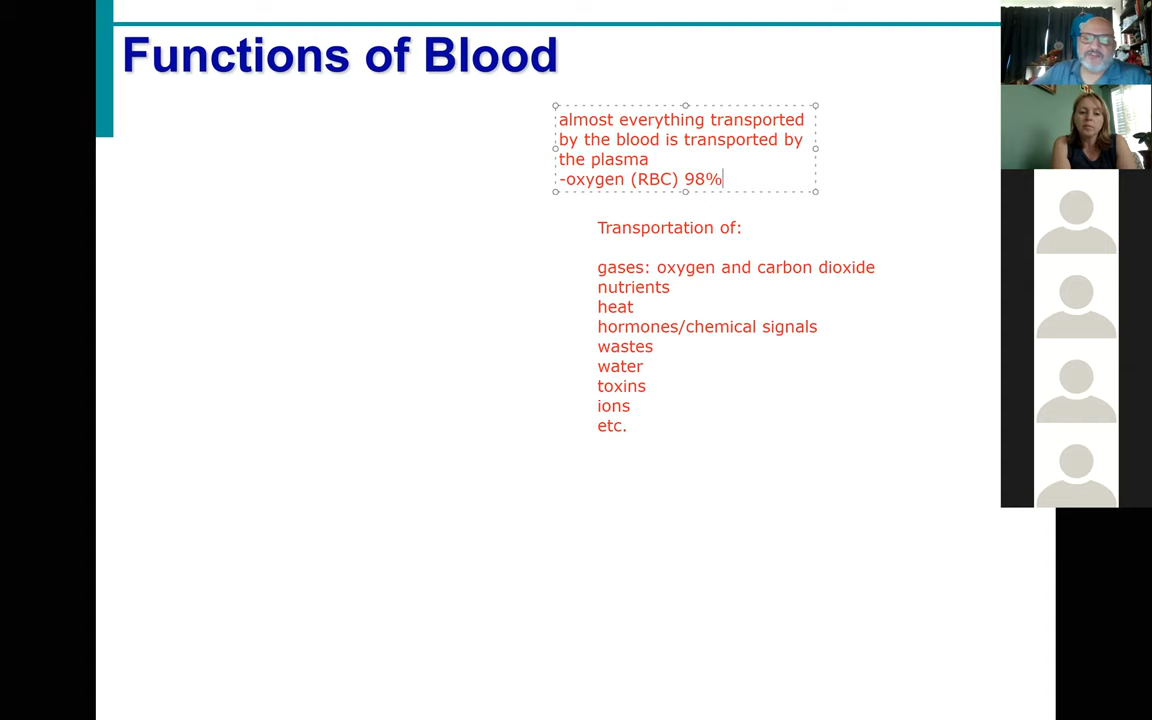 Functions of Blood
almost everything transported
by the blood is transported by
the plasma
-oxygen (RBC) 98%
Transportation of:
gases: oxygen and carbon dioxide
nutrients
heat
hormones/chemical signals
wastes
water
toxins
ions
etc.